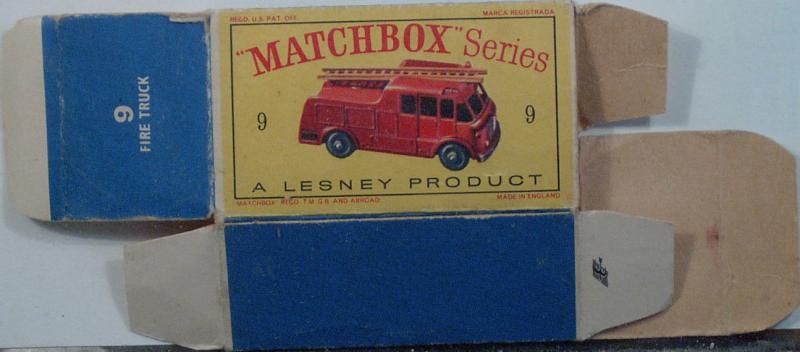 9
FIRE TRUCK
REGD. U.S. PAT. OFF. MARCA REGISTRADA
"MATCHBOX" Series
9 9
A LESNEY PRODUCT
MATCHBOX REGD. T.M. G.B. AND ABROAD MADE IN ENGLAND